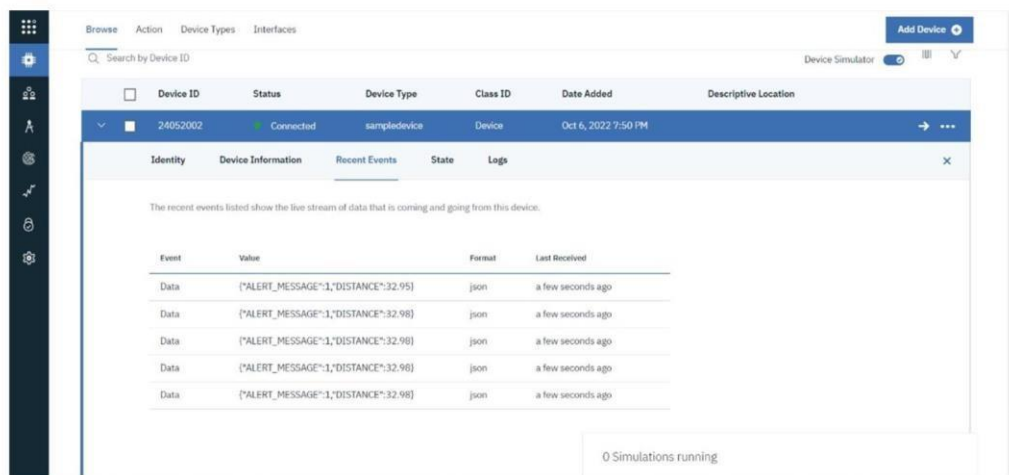 Browse Action Device Types Interfaces
Add Device
Search by Device ID
Device Simulator
Device ID Status Device Type Class ID Date Added Descriptive Location
24052002 Connected sampledevice Device Oct 6, 2022 7:50 PM
Identity Device Information Recent Events State Logs
The recent events listed show the live stream of data that is coming and going from this device.
Event Value Format Last Received
Data {"ALERT_MESSAGE":1,"DISTANCE":32.95} json a few seconds ago
Data {"ALERT_MESSAGE":1,"DISTANCE":32.98} json a few seconds ago
Data {"ALERT_MESSAGE":1,"DISTANCE":32.98} json a few seconds ago
Data {"ALERT_MESSAGE":1,"DISTANCE":32.98} json a few seconds ago
Data {"ALERT_MESSAGE":1,"DISTANCE":32.98} json a few seconds ago
0 Simulations running